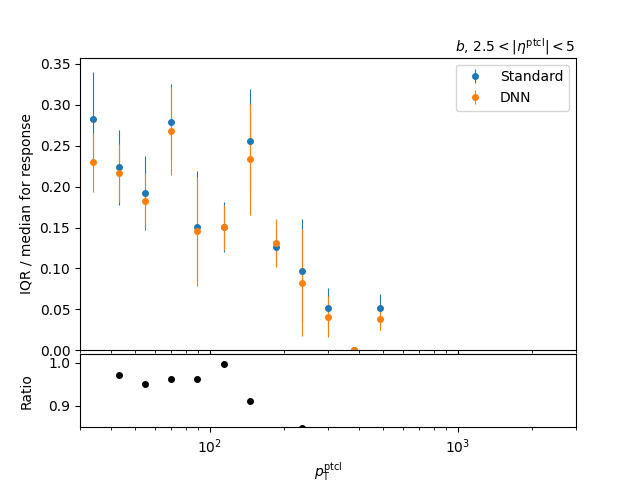 b, 2.5 < |η^ptcl| < 5
0.35
0.30
0.25
0.20
0.15
0.10
0.05
0.00
IQR / median for response
Standard
DNN
1.0
0.9
Ratio
10^2
10^3
p_T^ptcl